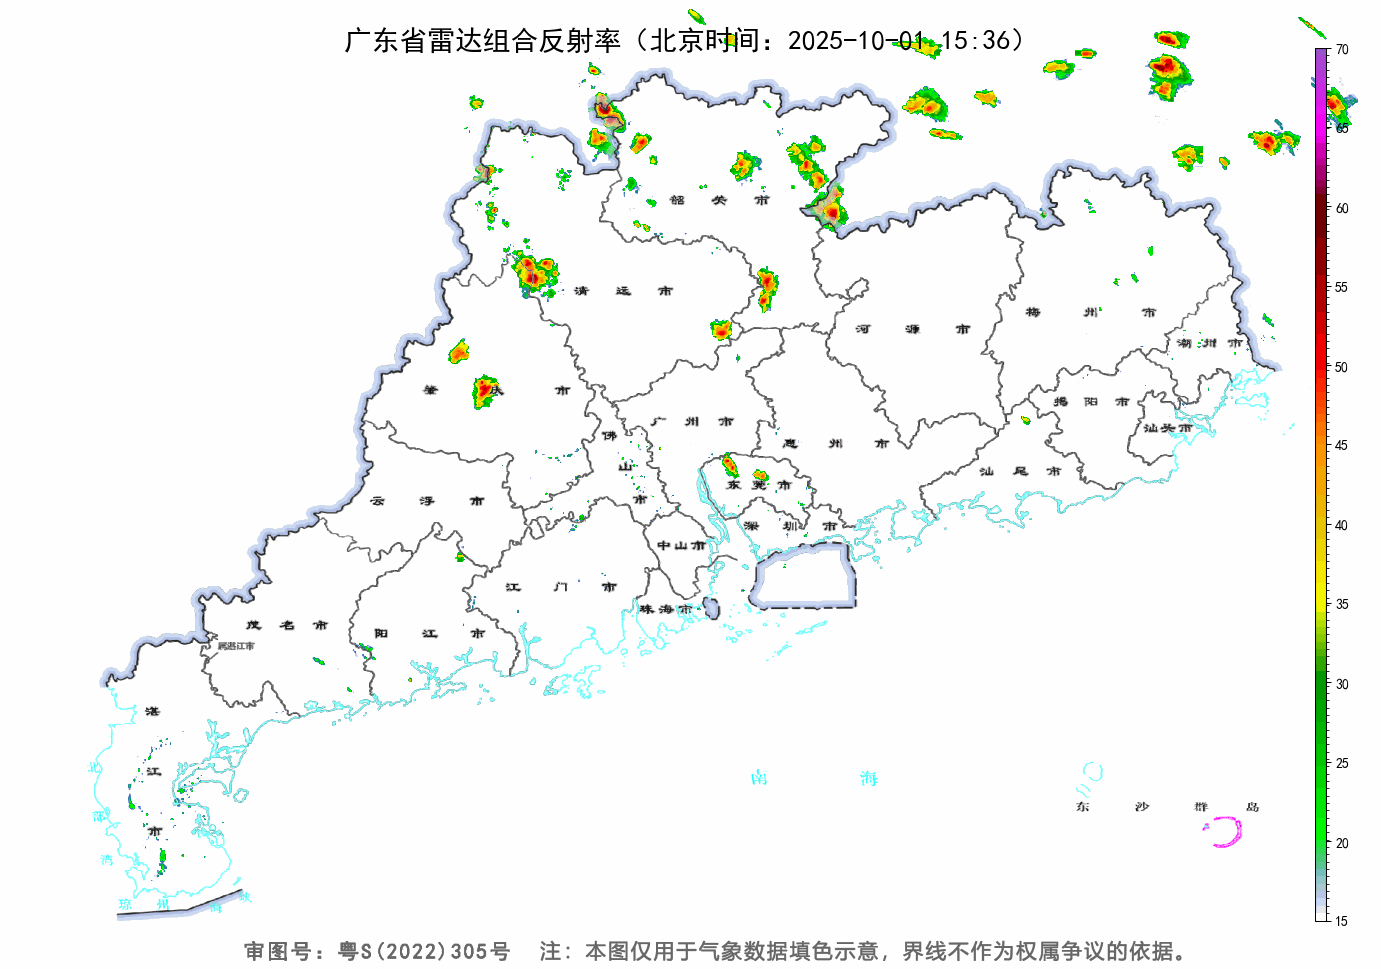 广东省雷达组合反射率（北京时间：2025-10-01 15:36）
70
65
60
55
50
45
40
35
30
25
20
15
韶关市
清远市
河源市
梅州市
潮州市
肇庆市
广州市
揭阳市
汕头市
佛山市
惠州市
汕尾市
云浮市
东莞市
深圳市
中山市
江门市
珠海市
茂名市
阳江市
属湛江市
湛江市
北部湾
南海
东沙群岛
琼州海峡
审图号：粤S(2022)305号 注：本图仅用于气象数据填色示意，界线不作为权属争议的依据。